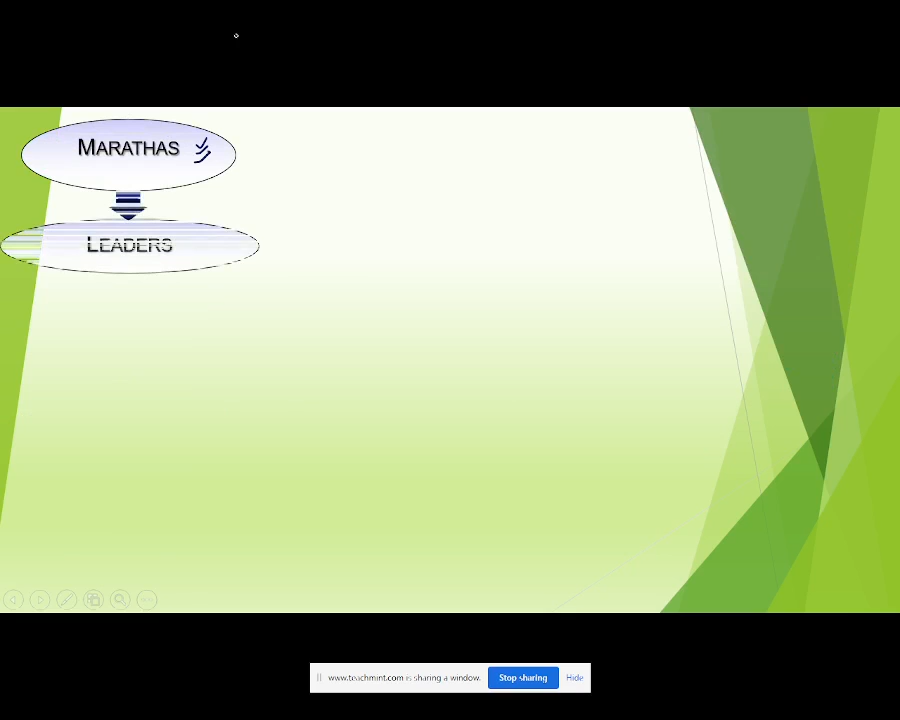 MARATHAS
LEADERS
www.teachmint.com is sharing a window.
Stop sharing
Hide